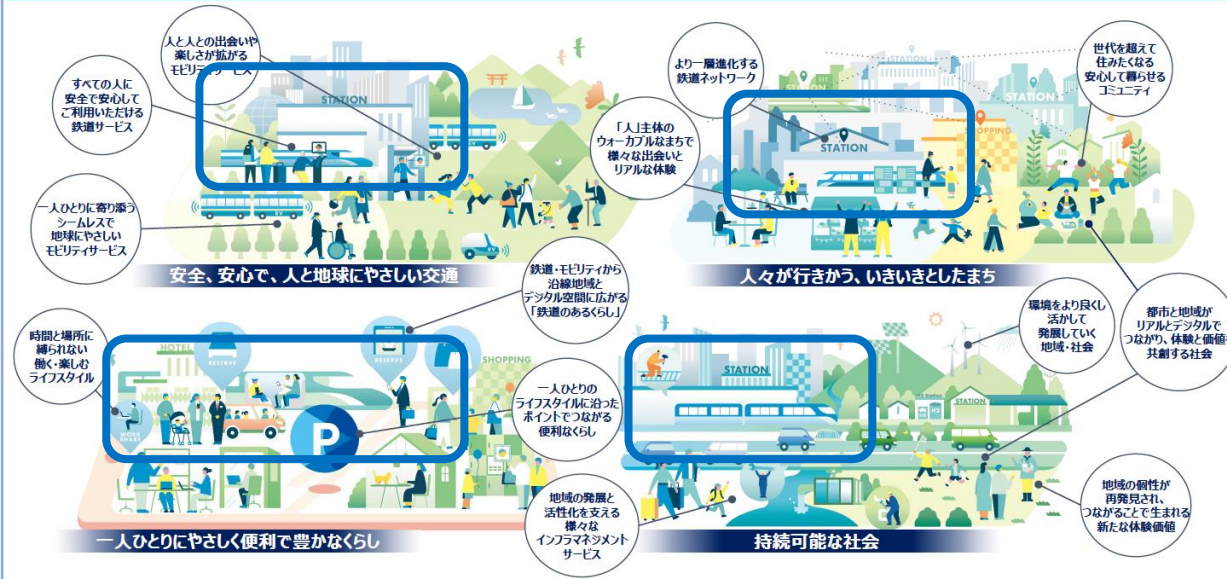 人と人との出会いや
楽しさが拡がる
モビリティサービス
すべての人に
安全で安心して
ご利用いただける
鉄道サービス
STATION
EV
一人ひとりに寄り添う
シームレスで
地球にやさしい
モビリティサービス
EV
安全、安心で、人と地球にやさしい交通
より一層進化する
鉄道ネットワーク
世代を超えて
住みたくなる
安心して暮らせる
コミュニティ
STATION
STATION
「人」主体の
ウォーカブルなまちで
様々な出会いと
リアルな体験
STATION
SHOPPING
人々が行きかう、いきいきとしたまち
鉄道・モビリティから
沿線地域と
デジタル空間に広がる
「鉄道のあるくらし」
時間と場所に
縛られない
働く・楽しむ
ライフスタイル
HOTEL
RESERVE
RESERVE
SHOPPING
WORK
SHARE
P
一人ひとりの
ライフスタイルに沿った
ポイントでつながる
便利なくらし
一人ひとりにやさしく便利で豊かなくらし
環境をより良くし
活かして
発展していく
地域・社会
都市と地域が
リアルとデジタルで
つながり、体験と価値を
共創する社会
STATION
H2 Station
H2
STATION
地域の発展と
活性化を支える
様々な
インフラマネジメント
サービス
地域の個性が
再発見され、
つながることで生まれる
新たな体験価値
持続可能な社会